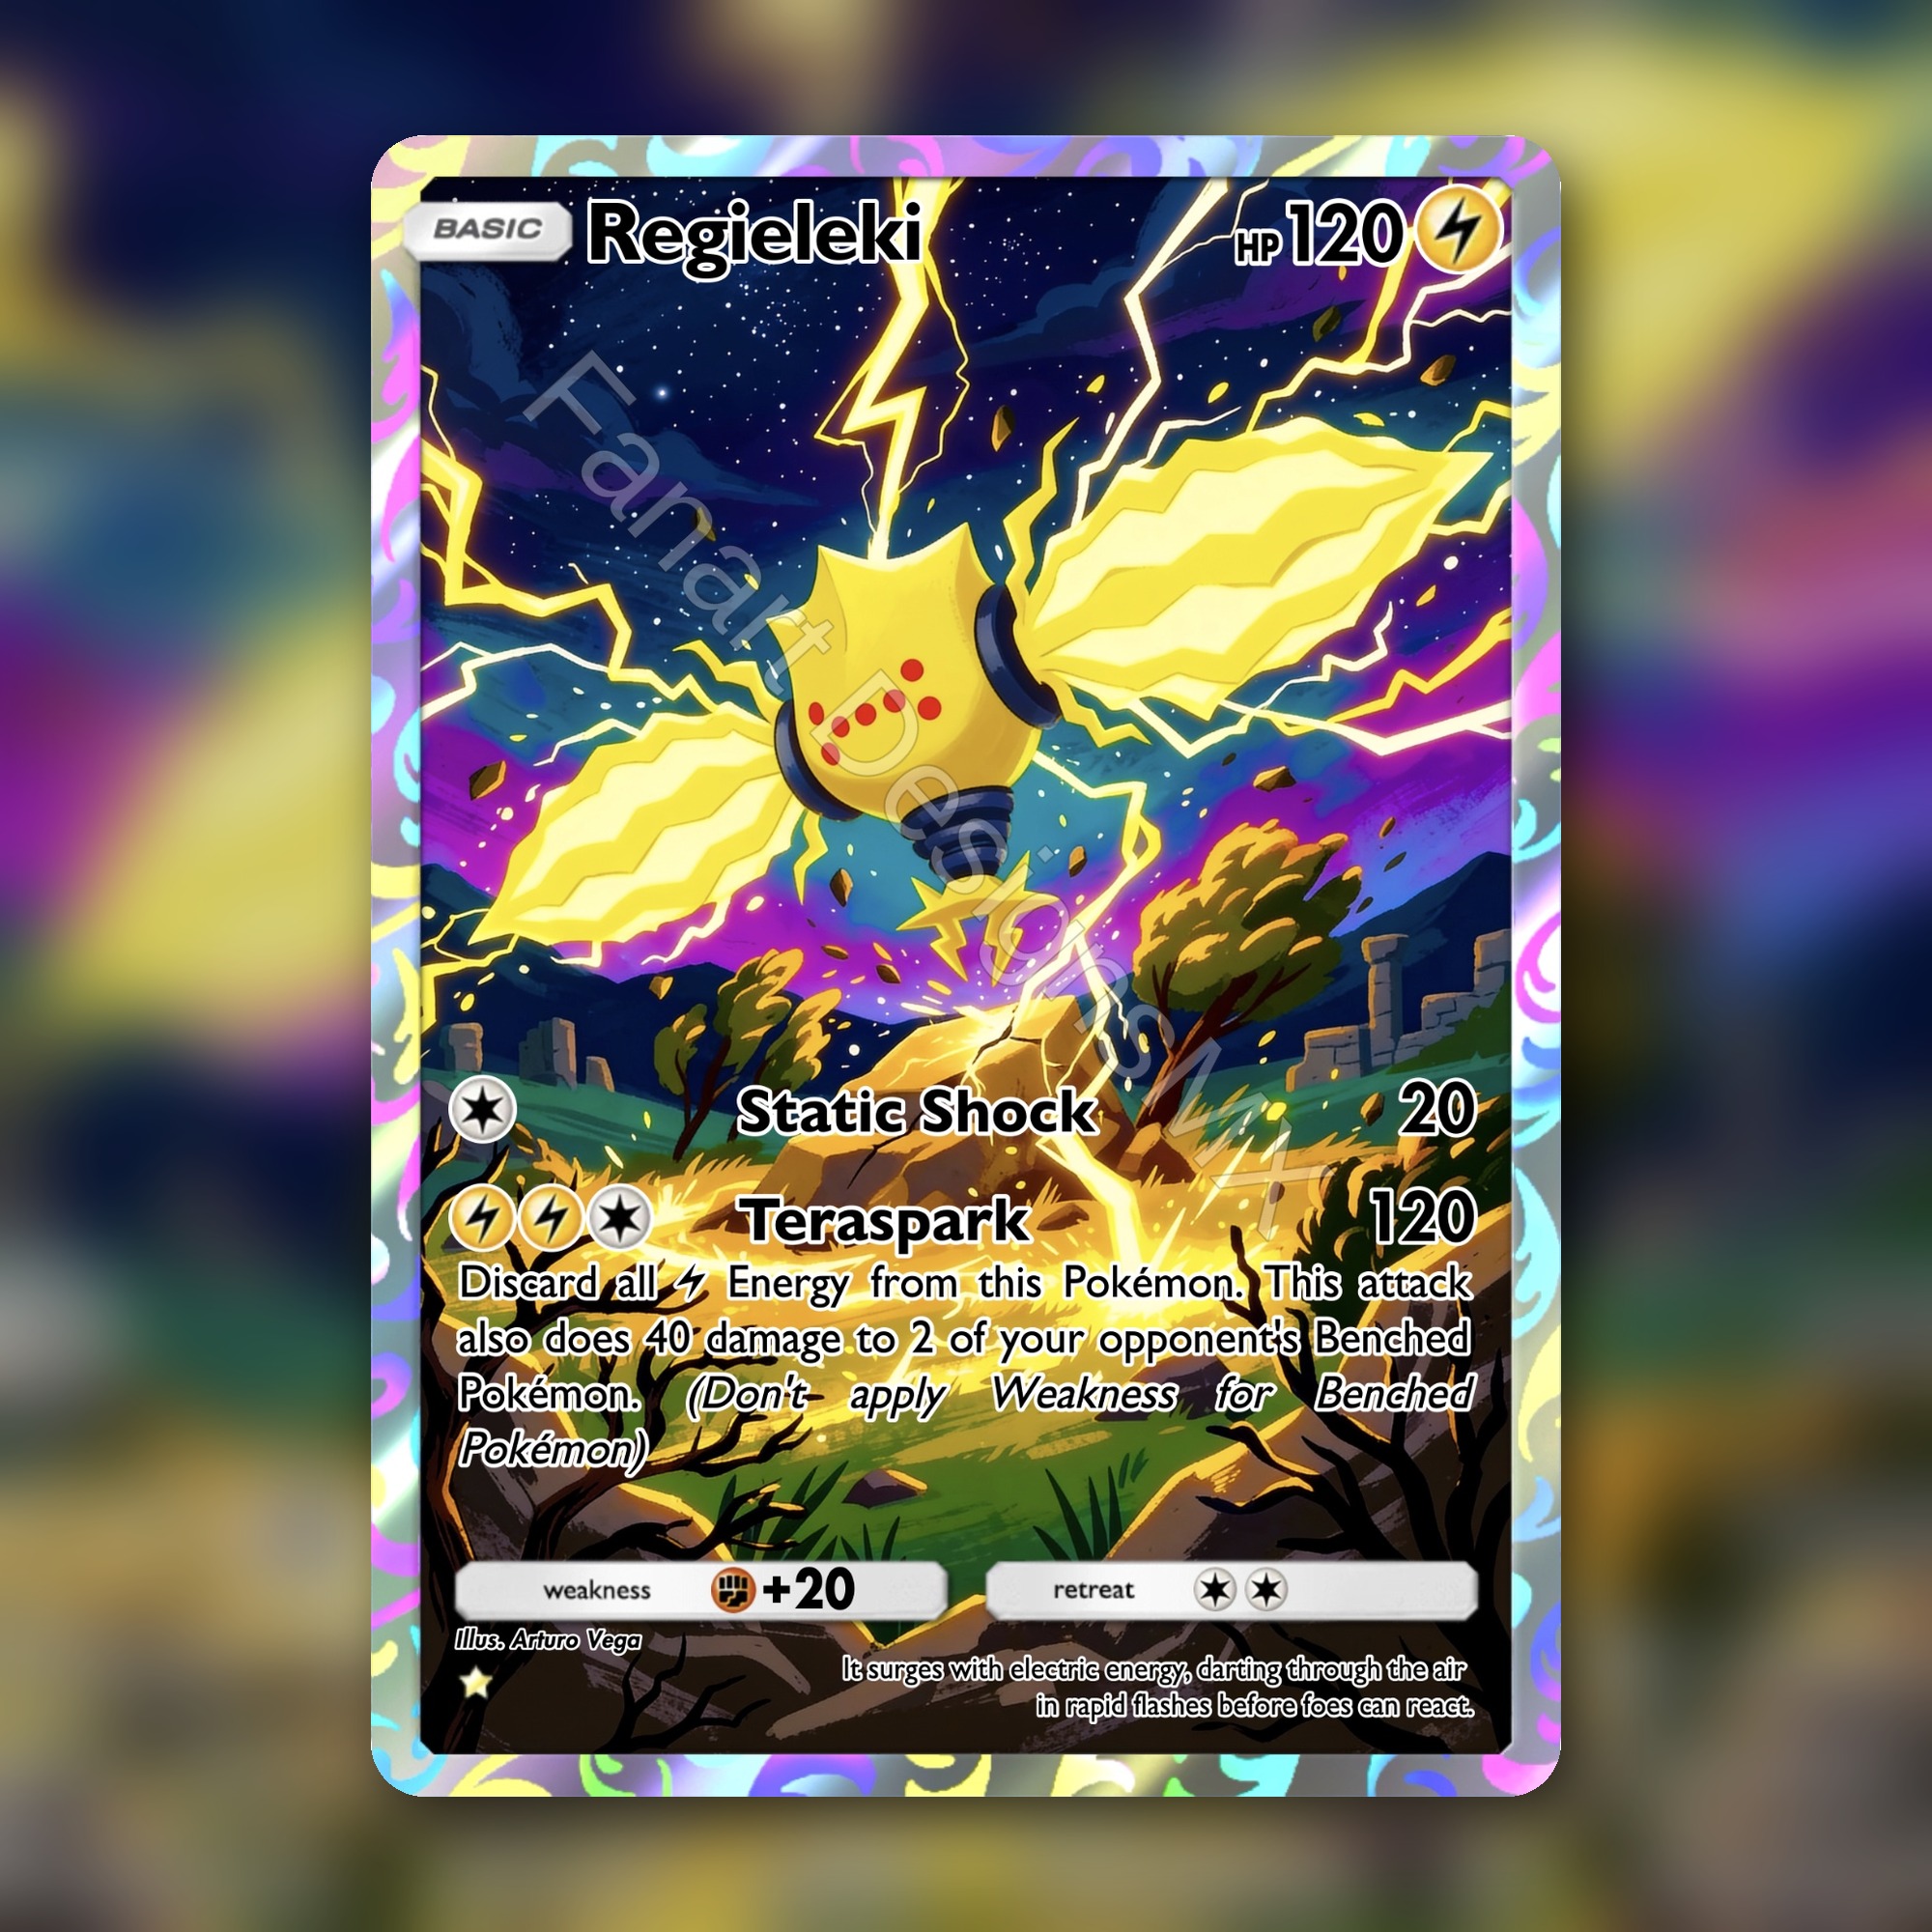 BASIC Regieleki HP 120
Fanart DesignsMX
Static Shock 20
Teraspark 120
Discard all Energy from this Pokémon. This attack
also does 40 damage to 2 of your opponent's Benched
Pokémon. (Don't apply Weakness for Benched
Pokémon)
weakness +20 retreat
Illus. Arturo Vega
It surges with electric energy, darting through the air
in rapid flashes before foes can react.